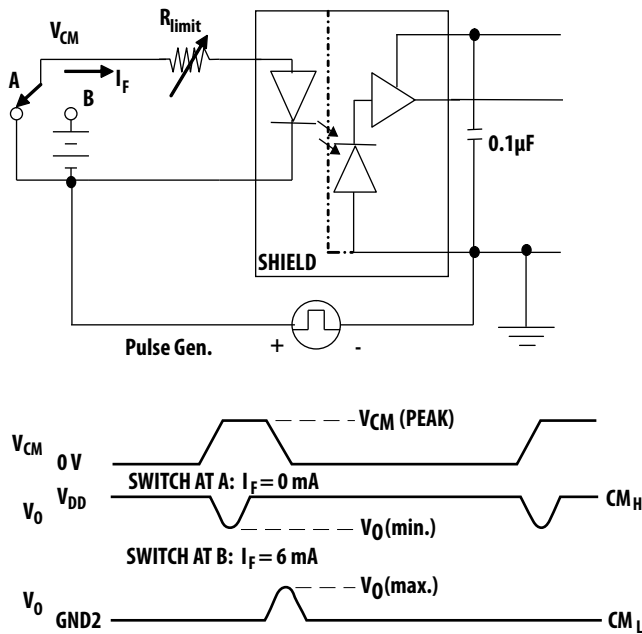 V_CM
R_limit
A
I_F
B
0.1µF
SHIELD
Pulse Gen.
+
-
V_CM (PEAK)
V_CM
0 V
SWITCH AT A: I_F = 0 mA
V_O
V_DD
CM_H
V_O (min.)
SWITCH AT B: I_F = 6 mA
V_O (max.)
V_O
GND2
CM_L